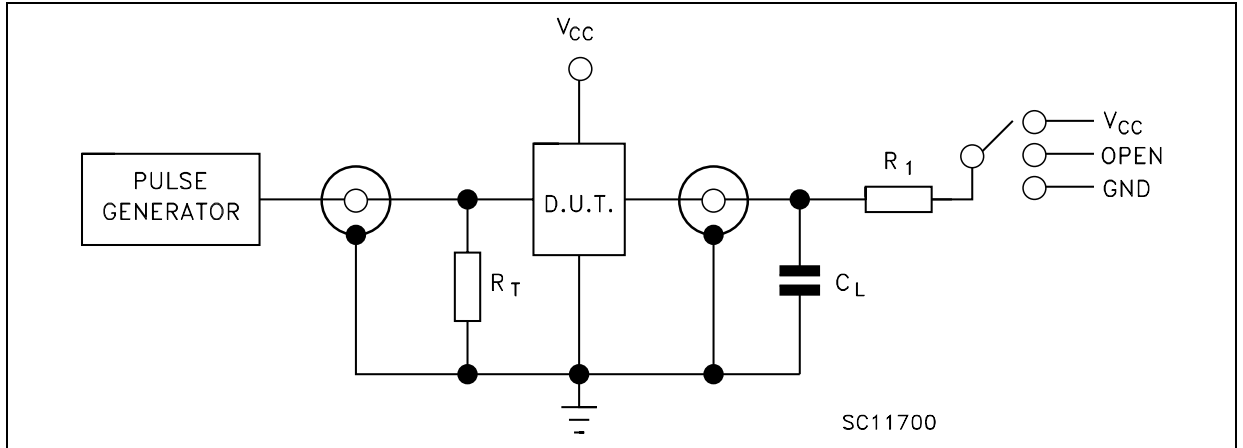 VCC
PULSE
GENERATOR
D.U.T.
RT
CL
R1
VCC
OPEN
GND
SC11700